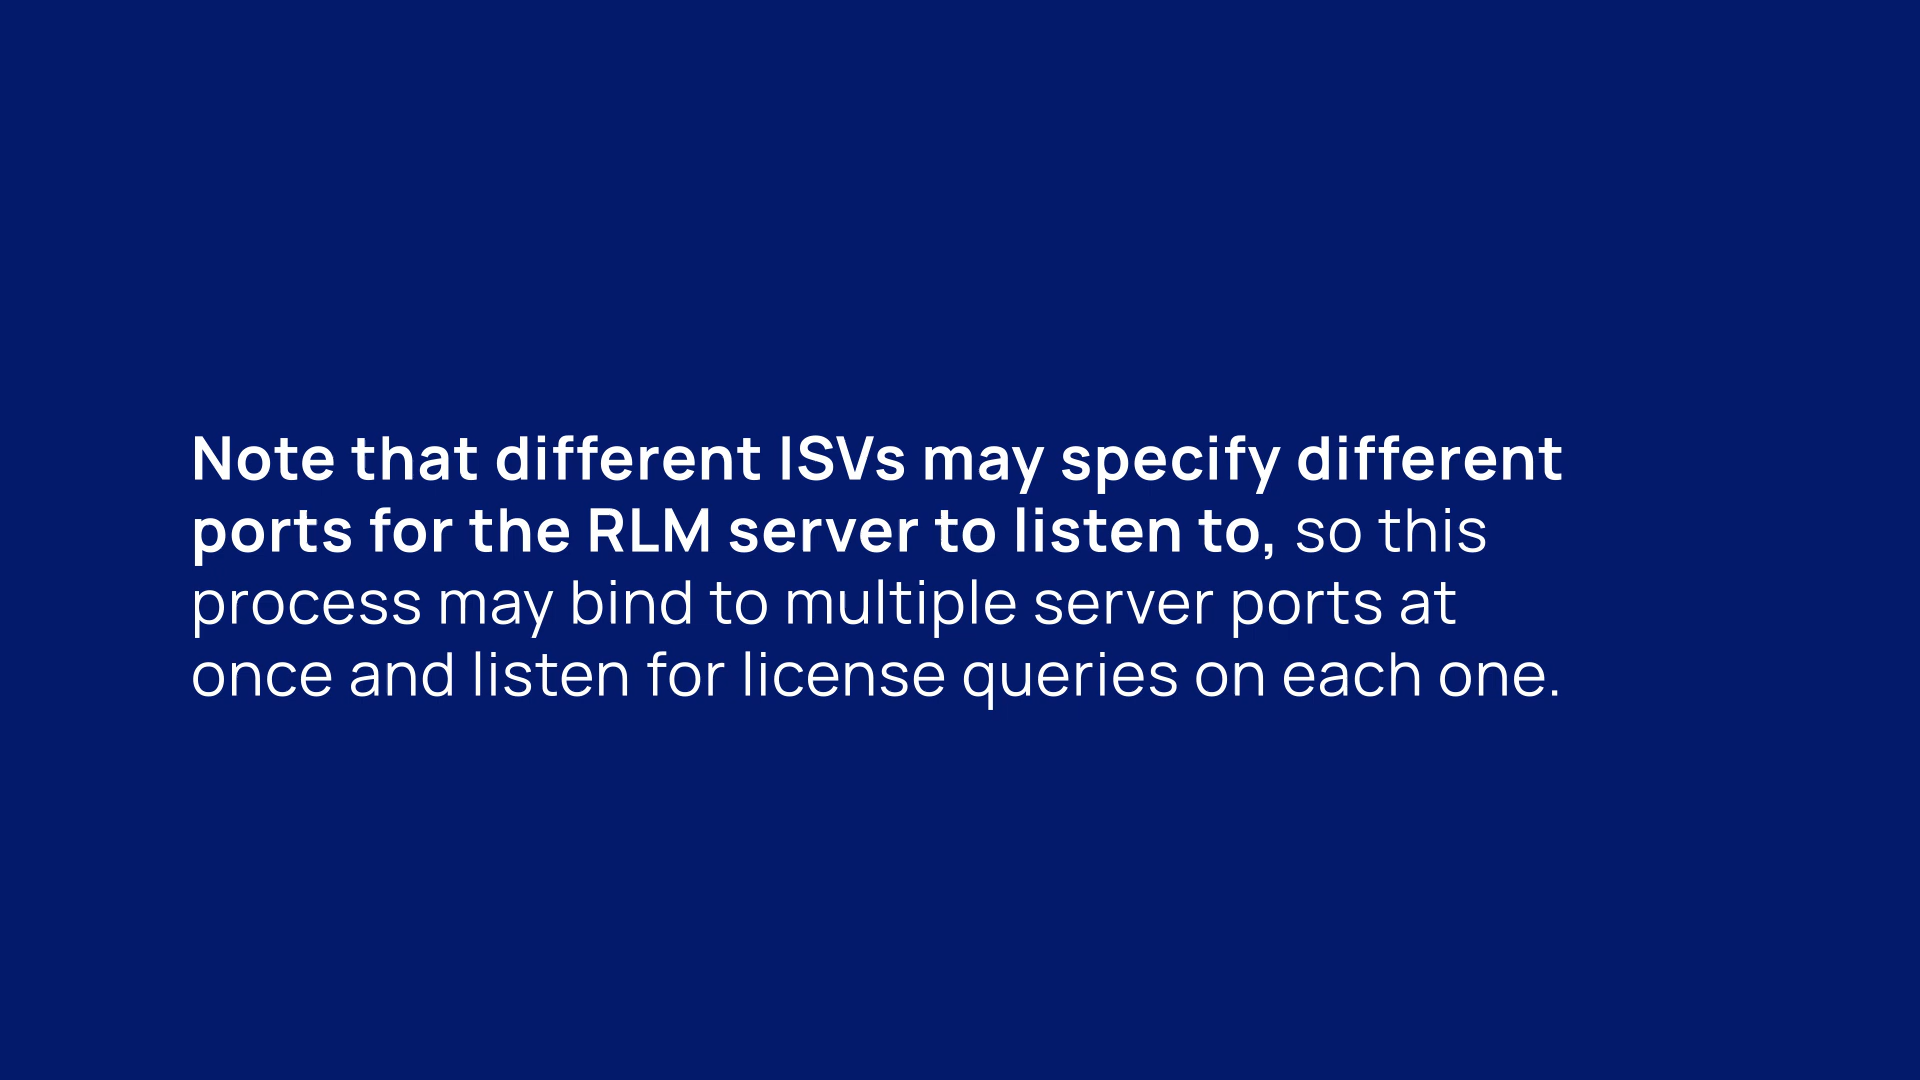 Note that different ISVs may specify different
ports for the RLM server to listen to, so this
process may bind to multiple server ports at
once and listen for license queries on each one.